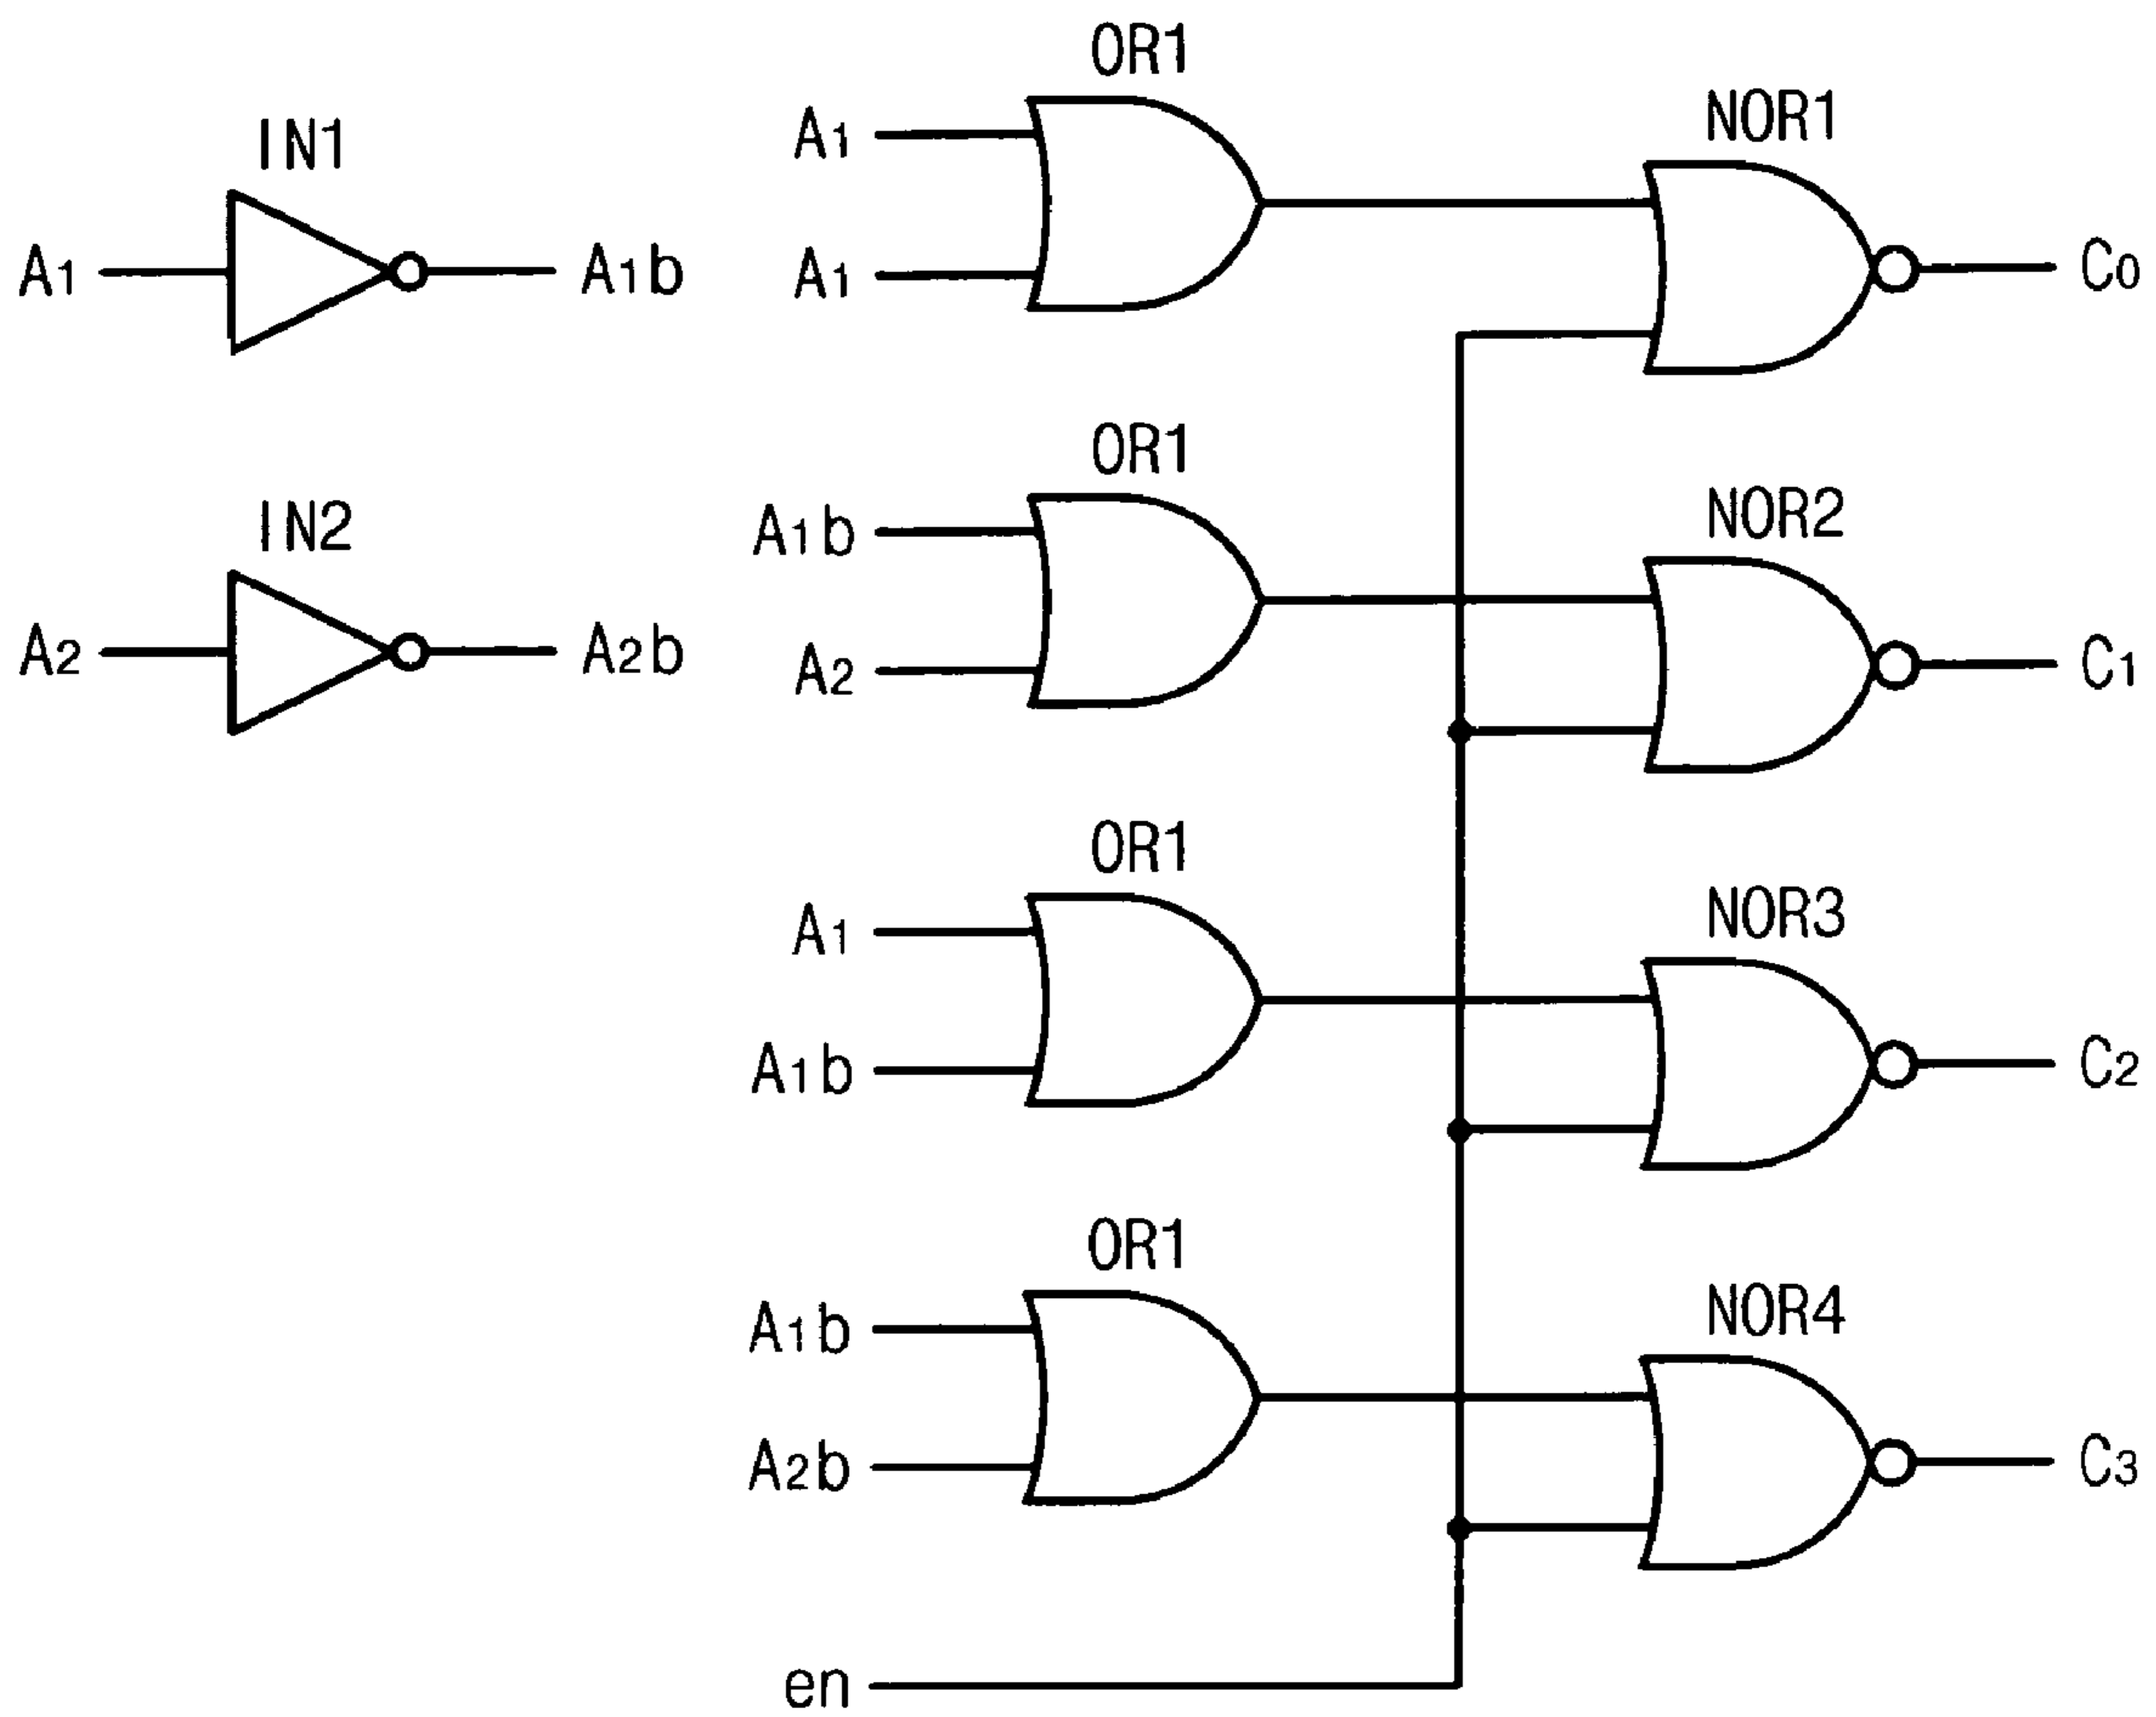 OR1
NOR1
A1
IN1
A1
A1b
A1
C0
OR1
NOR2
A1b
IN2
A2
A2b
A2
C1
OR1
NOR3
A1
A1b
C2
OR1
NOR4
A1b
A2b
C3
en